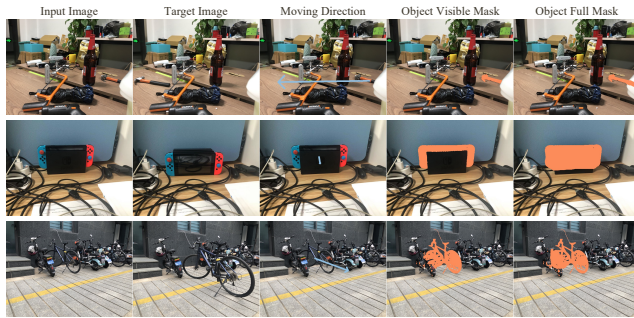 Input Image
Target Image
Moving Direction
Object Visible Mask
Object Full Mask